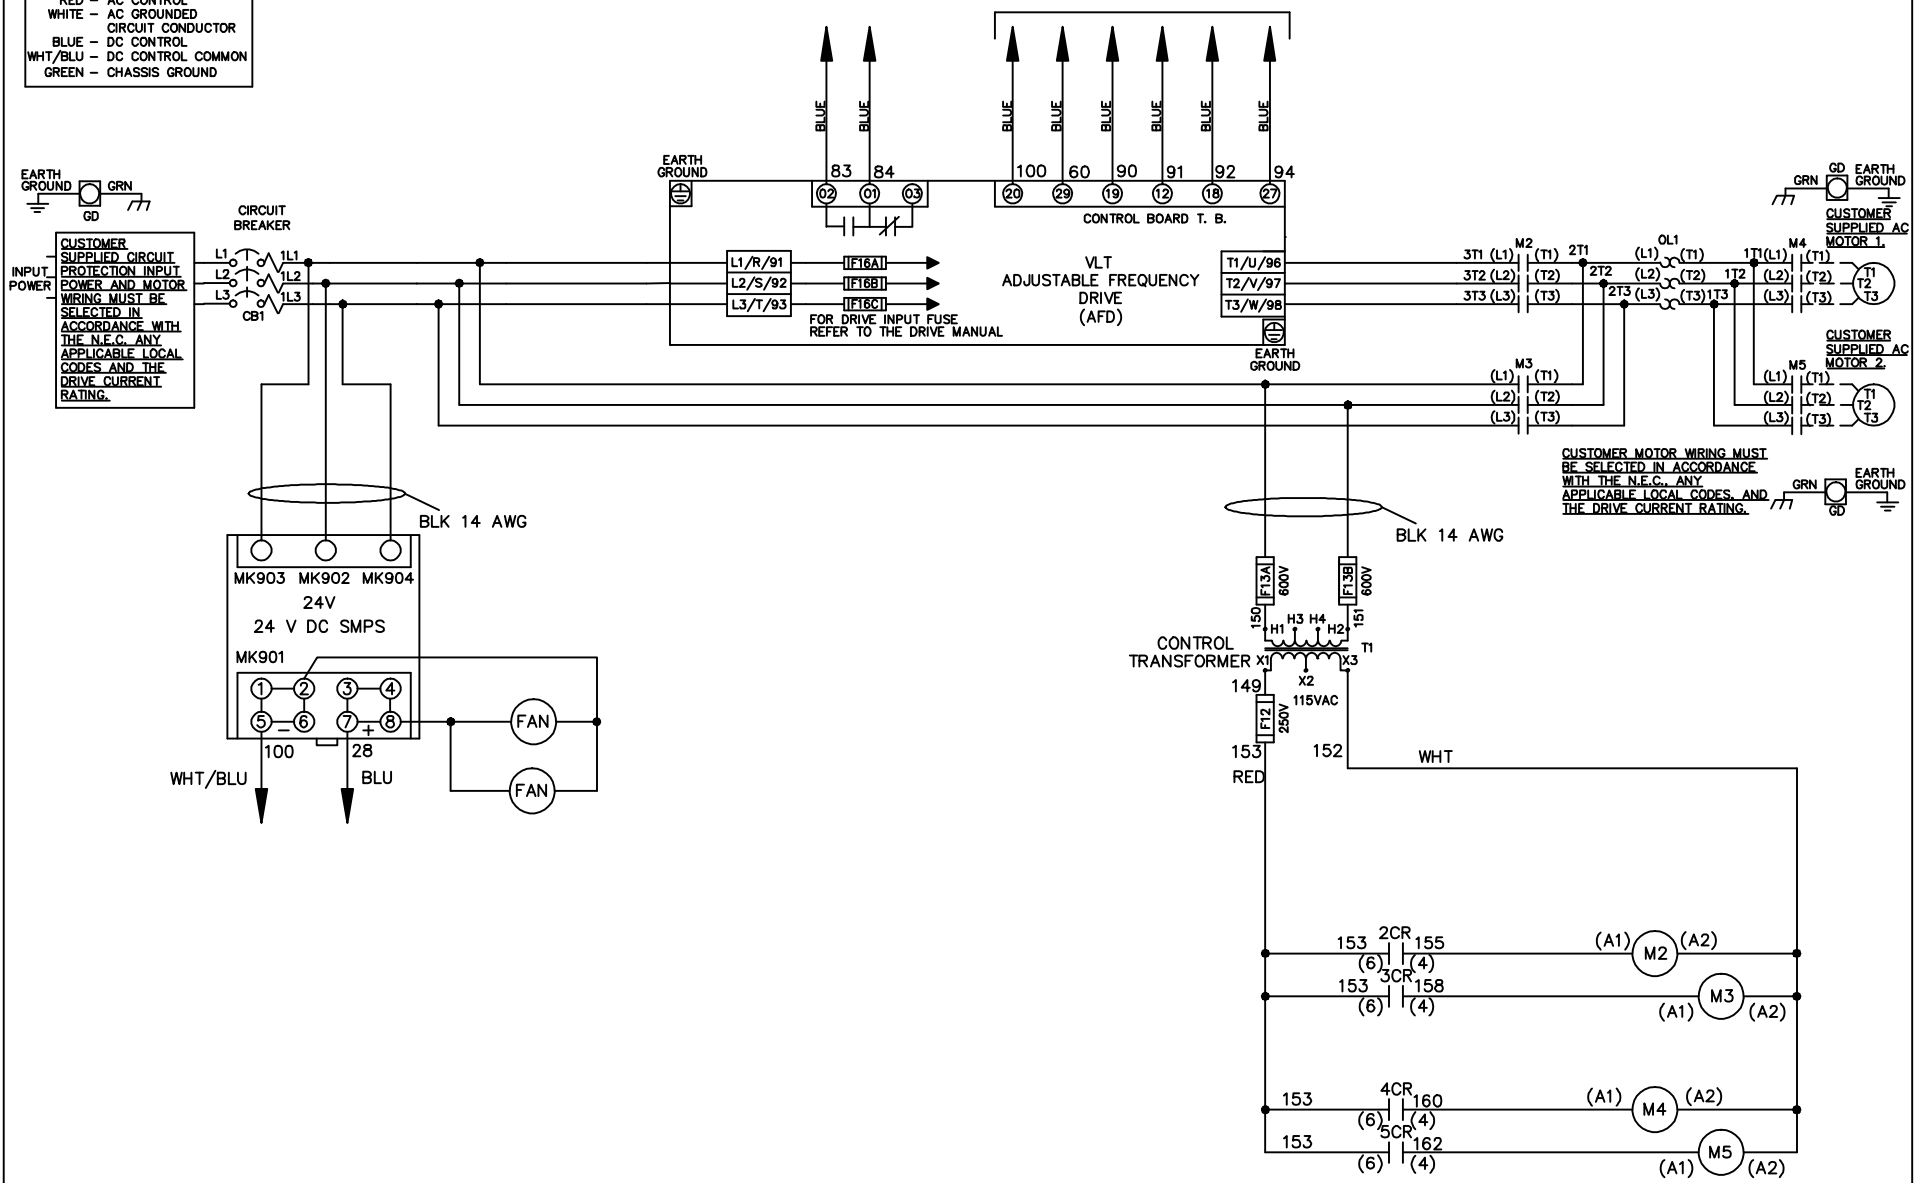 RED – AC CONTROL
WHITE – AC GROUNDED
CIRCUIT CONDUCTOR
BLUE – DC CONTROL
WHT/BLU – DC CONTROL COMMON
GREEN – CHASSIS GROUND
BLUE BLUE BLUE BLUE BLUE BLUE BLUE BLUE
EARTH
GROUND
GRN
GD
CIRCUIT
BREAKER
INPUT
POWER
CUSTOMER
SUPPLIED CIRCUIT
PROTECTION INPUT
POWER AND MOTOR
WIRING MUST BE
SELECTED IN
ACCORDANCE WITH
THE N.E.C. ANY
APPLICABLE LOCAL
CODES AND THE
DRIVE CURRENT
RATING.
L1 1L1
L2 1L2
L3 1L3
CB1
EARTH
GROUND
83 84
02 01 03
100 60 90 91 92 94
20 29 19 12 18 27
CONTROL BOARD T. B.
L1/R/91 F16A
L2/S/92 F16B
L3/T/93 F16C
FOR DRIVE INPUT FUSE
REFER TO THE DRIVE MANUAL
VLT
ADJUSTABLE FREQUENCY
DRIVE
(AFD)
T1/U/96
T2/V/97
T3/W/98
EARTH
GROUND
M2
3T1 (L1) (T1) 2T1
3T2 (L2) (T2) 2T2
3T3 (L3) (T3) 2T3
OL1
(L1) (T1) 1T1
(L2) (T2) 1T2
(L3) (T3) 1T3
M4
(L1) (T1)
(L2) (T2)
(L3) (T3)
T1
T2
T3
GRN
GD
EARTH
GROUND
CUSTOMER
SUPPLIED AC
MOTOR 1.
M3
(L1) (T1)
(L2) (T2)
(L3) (T3)
CUSTOMER
SUPPLIED AC
MOTOR 2.
M5
(L1) (T1)
(L2) (T2)
(L3) (T3)
T1
T2
T3
CUSTOMER MOTOR WIRING MUST
BE SELECTED IN ACCORDANCE
WITH THE N.E.C., ANY
APPLICABLE LOCAL CODES, AND
THE DRIVE CURRENT RATING.
GRN
GD
EARTH
GROUND
BLK 14 AWG
MK903 MK902 MK904
24V
24 V DC SMPS
MK901
1 2 3 4
5 6 7 8
– +
100 28
WHT/BLU BLU
FAN
FAN
BLK 14 AWG
F13A 600V
F13B 600V
150 151
H1 H3 H4 H2
T1
CONTROL
TRANSFORMER
X1 X3
X2
149
115VAC
F12 250V
153
RED
152
WHT
2CR
153 155
(6) (4)
(A1) M2 (A2)
3CR
153 158
(6) (4)
(A1) M3 (A2)
4CR
153 160
(6) (4)
(A1) M4 (A2)
5CR
153 162
(6) (4)
(A1) M5 (A2)